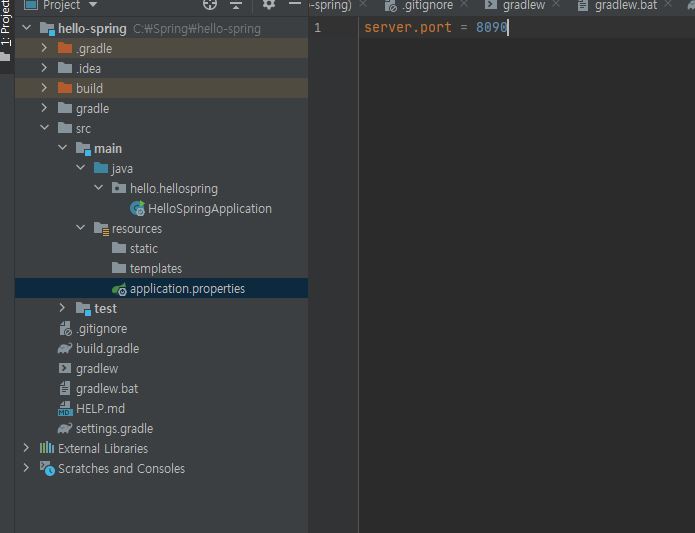 Project
-spring)
.gitignore
gradlew
gradlew.bat
1: Project
hello-spring C:₩Spring₩hello-spring
.gradle
.idea
build
gradle
src
main
java
hello.hellospring
HelloSpringApplication
resources
static
templates
application.properties
test
.gitignore
build.gradle
gradlew
gradlew.bat
HELP.md
settings.gradle
External Libraries
Scratches and Consoles
1
server.port = 8090